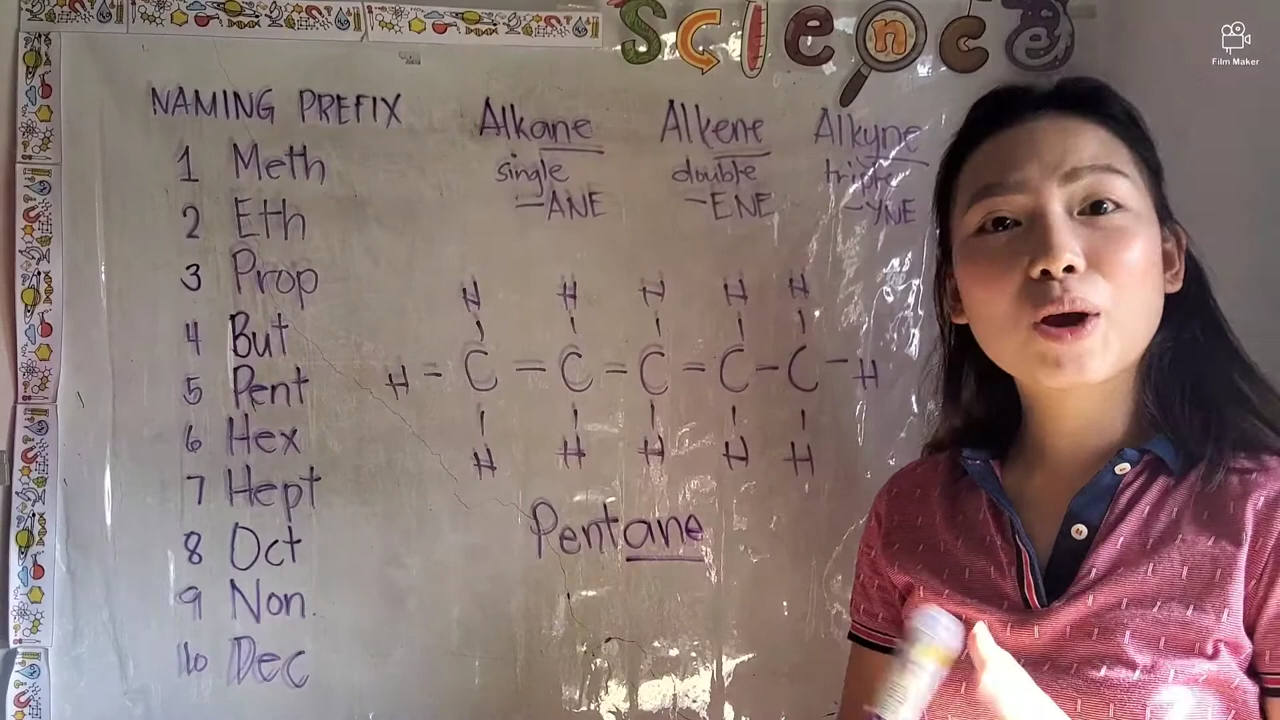 Science
Film Maker
NAMING PREFIX
1 Meth
2 Eth
3 Prop
4 But
5 Pent
6 Hex
7 Hept
8 Oct
9 Non.
10 Dec
Alkane
single
-ANE
Alkene
double
-ENE
Alkyne
triple
-YNE
H H H H H
H - C - C - C - C - C - H
H H H H H
Pentane